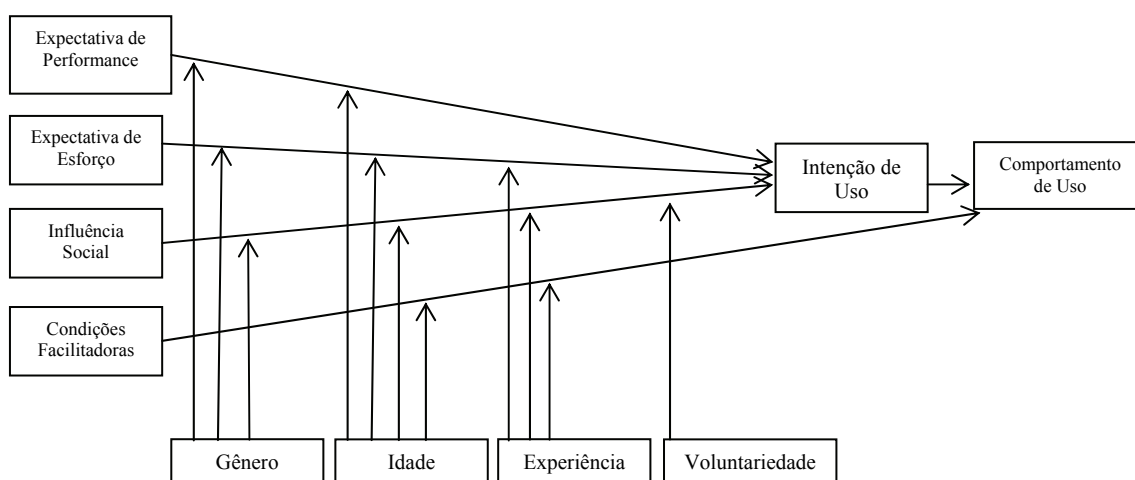 Expectativa de
Performance
Expectativa de
Esforço
Influência
Social
Condições
Facilitadoras
Intenção de
Uso
Comportamento
de Uso
Gênero
Idade
Experiência
Voluntariedade